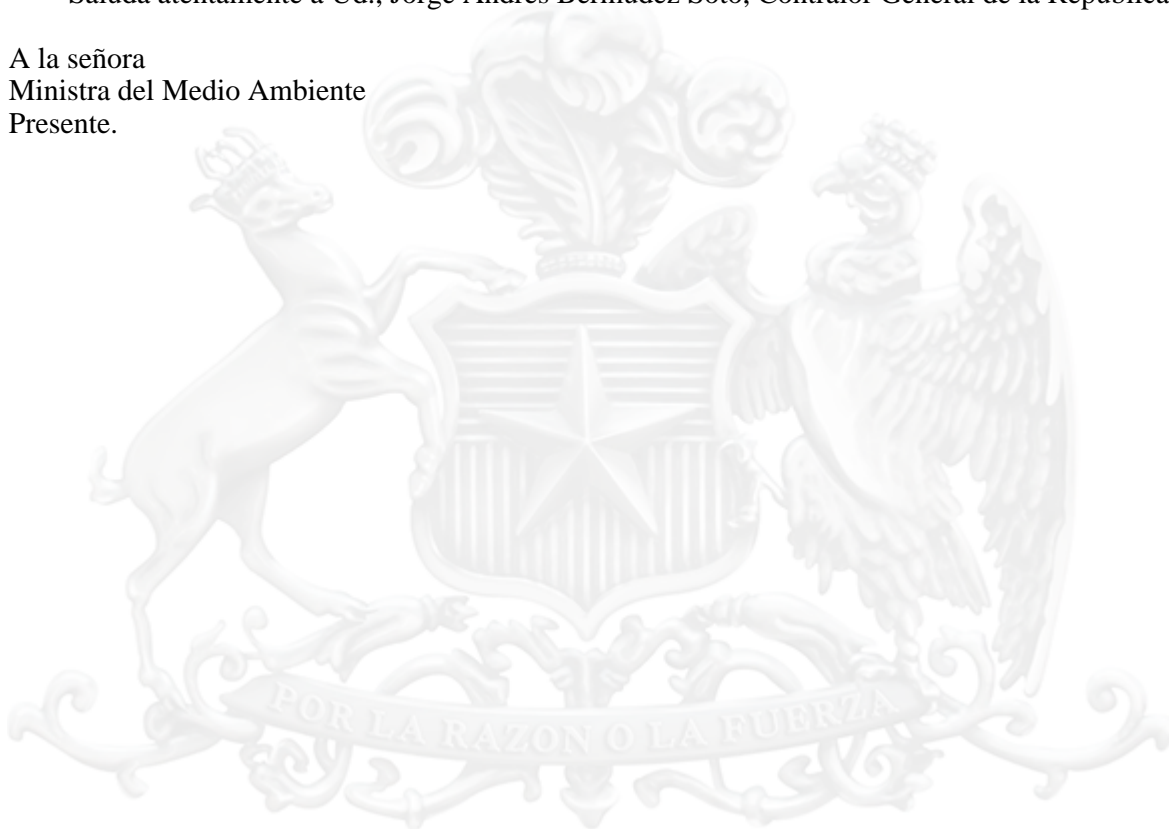 Saluda atentamente a Ud., Jorge Andrés Bermúdez Soto, Contralor General de la República
A la señora
Ministra del Medio Ambiente
Presente.
POR LA RAZON O LA FUERZA